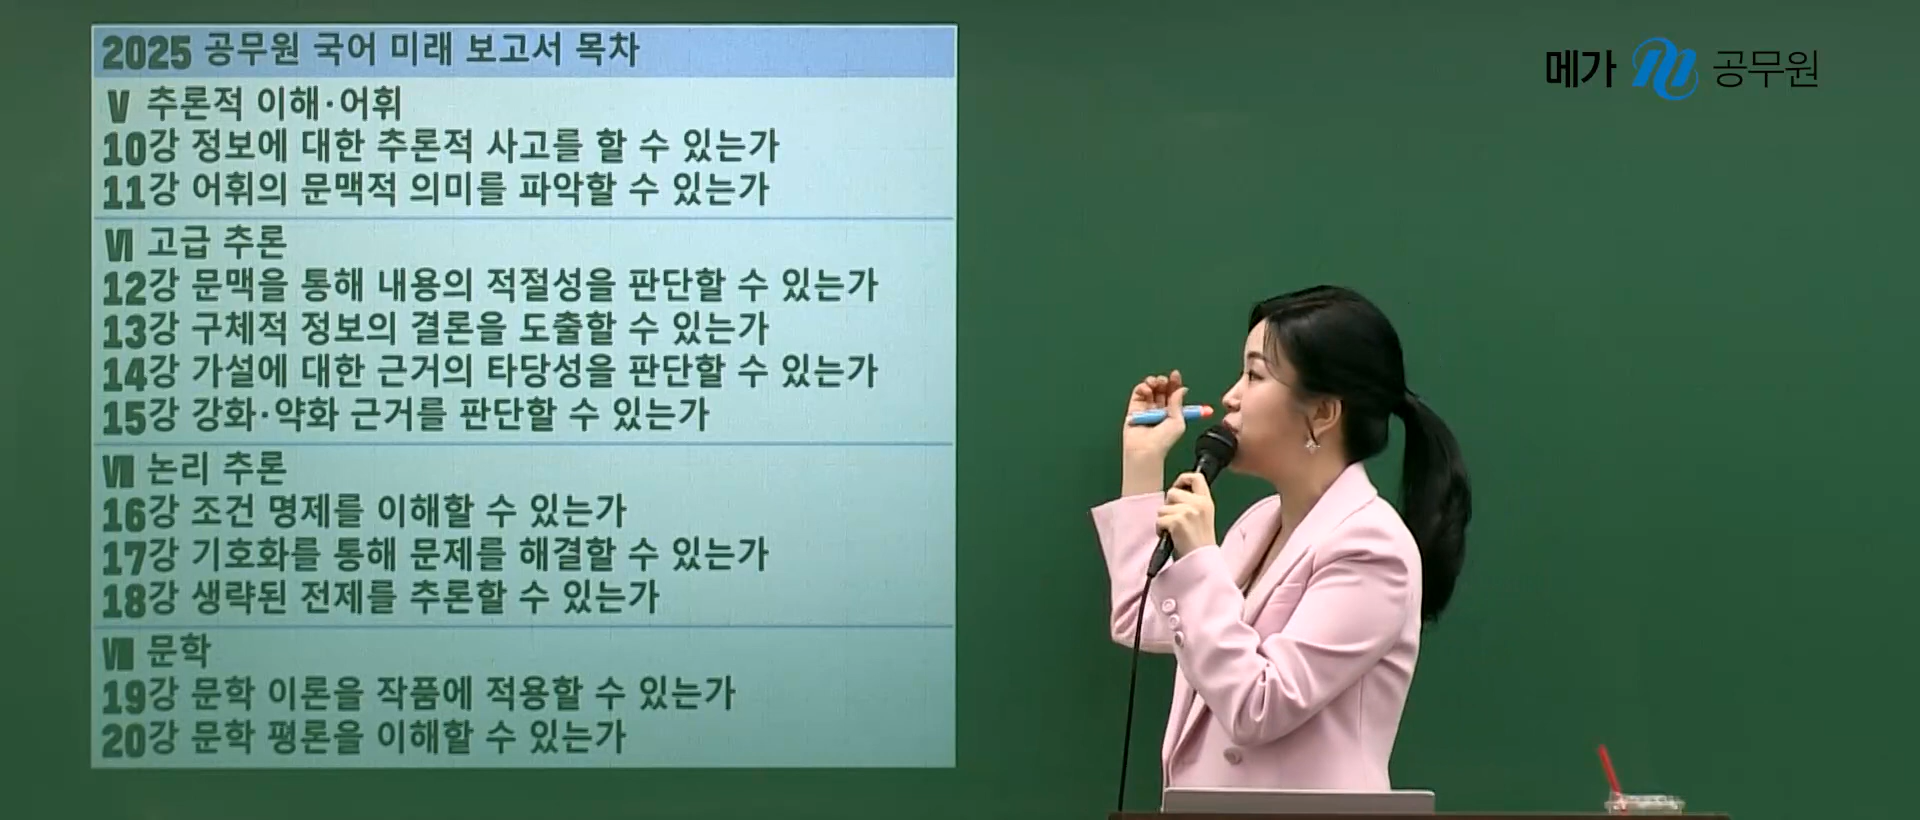 2025 공무원 국어 미래 보고서 목차
Ⅴ 추론적 이해·어휘
10강 정보에 대한 추론적 사고를 할 수 있는가
11강 어휘의 문맥적 의미를 파악할 수 있는가
Ⅵ 고급 추론
12강 문맥을 통해 내용의 적절성을 판단할 수 있는가
13강 구체적 정보의 결론을 도출할 수 있는가
14강 가설에 대한 근거의 타당성을 판단할 수 있는가
15강 강화·약화 근거를 판단할 수 있는가
Ⅶ 논리 추론
16강 조건 명제를 이해할 수 있는가
17강 기호화를 통해 문제를 해결할 수 있는가
18강 생략된 전제를 추론할 수 있는가
Ⅷ 문학
19강 문학 이론을 작품에 적용할 수 있는가
20강 문학 평론을 이해할 수 있는가
메가 M 공무원